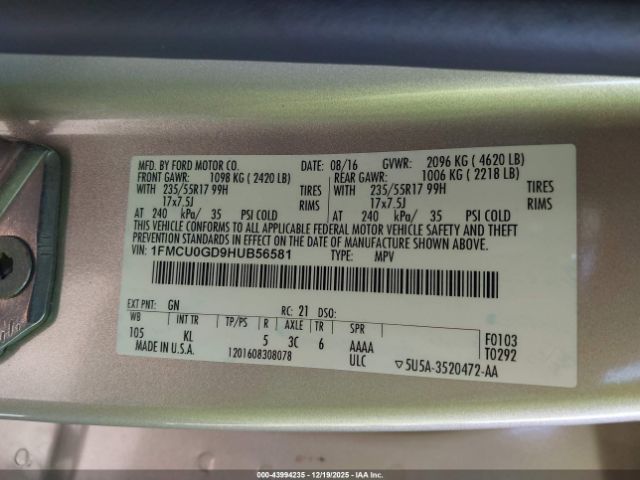 MFD. BY FORD MOTOR CO. DATE: 08/16 GVWR: 2096 KG ( 4620 LB)
FRONT GAWR: 1098 KG ( 2420 LB) REAR GAWR: 1006 KG ( 2218 LB)
WITH 235/55R17 99H TIRES WITH 235/55R17 99H TIRES
17x7.5J RIMS 17x7.5J RIMS
AT 240 kPa/ 35 PSI COLD AT 240 kPa/ 35 PSI COLD
THIS VEHICLE CONFORMS TO ALL APPLICABLE FEDERAL MOTOR VEHICLE SAFETY AND
THEFT PREVENTION STANDARDS IN EFFECT ON THE DATE OF MANUFACTURE SHOWN ABOVE.
VIN: 1FMCU0GD9HUB56581 TYPE: MPV
EXT PNT: GN RC: 21 DSO:
WB INT TR TP/PS R AXLE TR SPR
105 KL 5 3C 6 AAAA F0103
MADE IN U.S.A. 1201608308078 ULC T0292
5U5A-3520472-AA
000-43994235 - 12/19/2025 - IAAI.COM